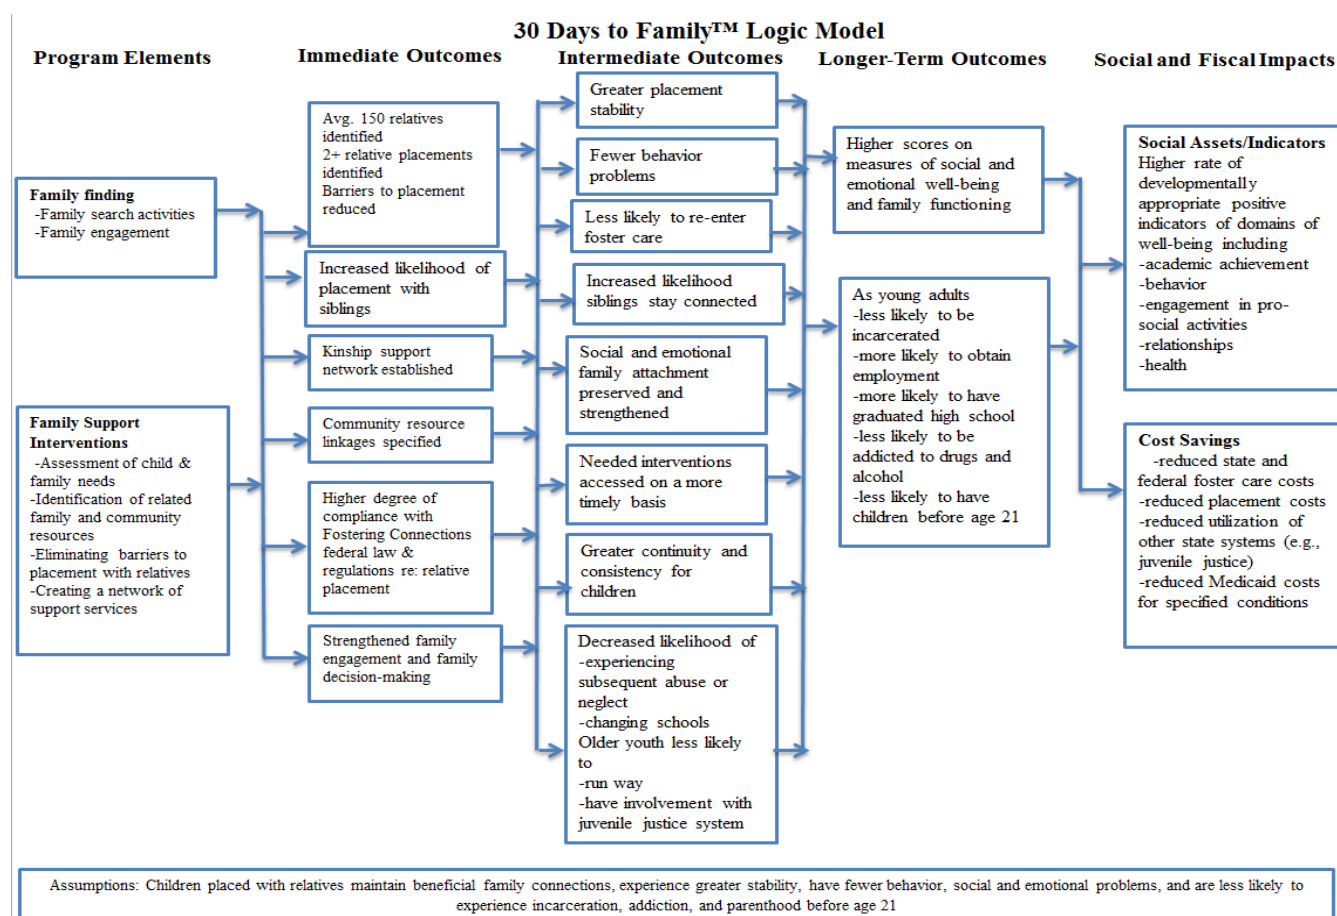 30 Days to Family™ Logic Model
Program Elements
Family finding
-Family search activities
-Family engagement
Family Support
Interventions
-Assessment of child &
family needs
-Identification of related
family and community
resources
-Eliminating barriers to
placement with relatives
-Creating a network of
support services
Immediate Outcomes
Avg. 150 relatives
identified
2+ relative placements
identified
Barriers to placement
reduced
Increased likelihood of
placement with
siblings
Kinship support
network established
Community resource
linkages specified
Higher degree of
compliance with
Fostering Connections
federal law &
regulations re: relative
placement
Strengthened family
engagement and family
decision-making
Intermediate Outcomes
Greater placement
stability
Fewer behavior
problems
Less likely to re-enter
foster care
Increased likelihood
siblings stay connected
Social and emotional
family attachment
preserved and
strengthened
Needed interventions
accessed on a more
timely basis
Greater continuity and
consistency for
children
Decreased likelihood of
-experiencing
subsequent abuse or
neglect
-changing schools
Older youth less likely
to
-run way
-have involvement with
juvenile justice system
Longer-Term Outcomes
Higher scores on
measures of social and
emotional well-being
and family functioning
As young adults
-less likely to be
incarcerated
-more likely to obtain
employment
-more likely to have
graduated high school
-less likely to be
addicted to drugs and
alcohol
-less likely to have
children before age 21
Social and Fiscal Impacts
Social Assets/Indicators
Higher rate of
developmentally
appropriate positive
indicators of domains of
well-being including
-academic achievement
-behavior
-engagement in pro-
social activities
-relationships
-health
Cost Savings
-reduced state and
federal foster care costs
-reduced placement costs
-reduced utilization of
other state systems (e.g.,
juvenile justice)
-reduced Medicaid costs
for specified conditions
Assumptions: Children placed with relatives maintain beneficial family connections, experience greater stability, have fewer behavior, social and emotional problems, and are less likely to
experience incarceration, addiction, and parenthood before age 21